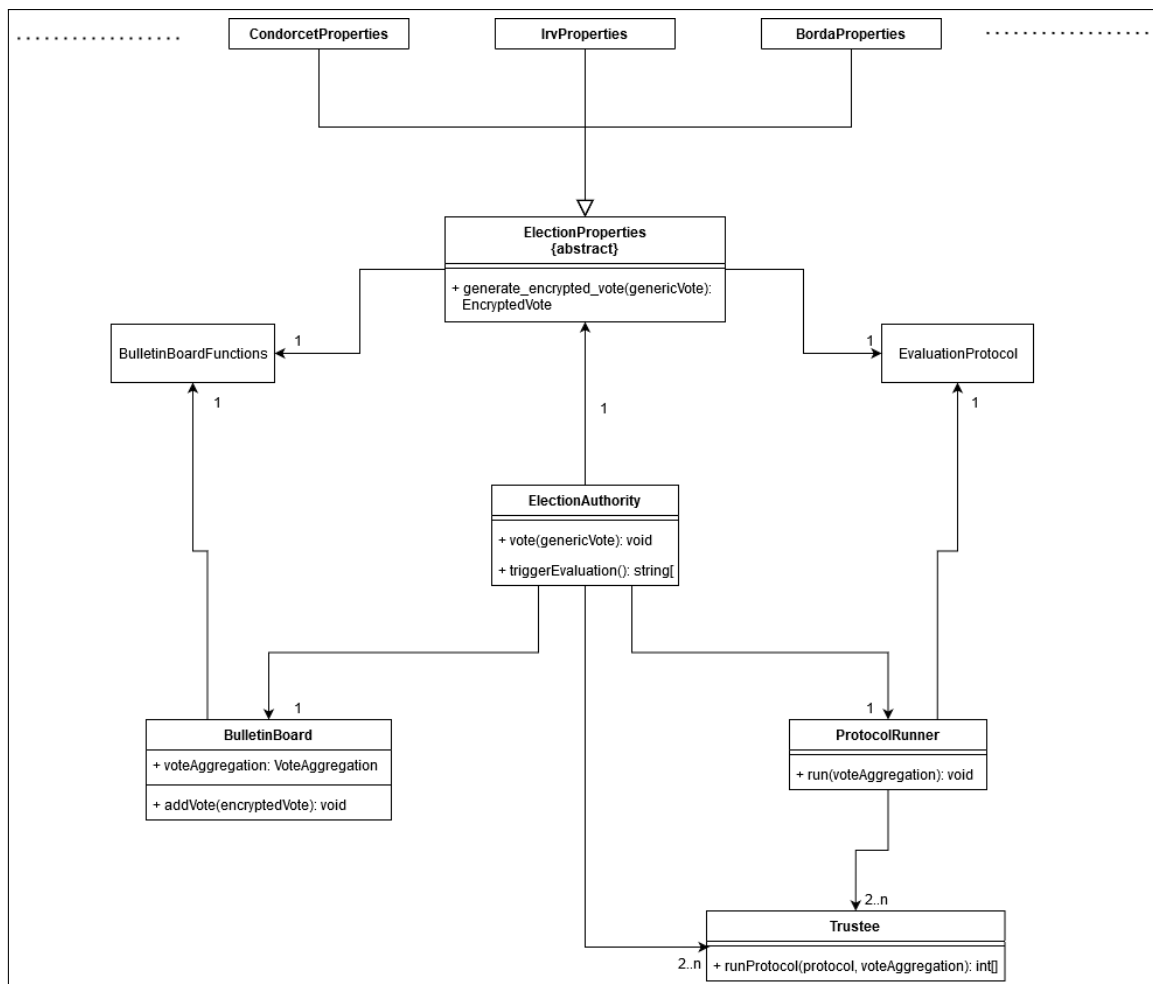 CondorcetProperties
IrvProperties
BordaProperties
ElectionProperties
{abstract}
+ generate_encrypted_vote(genericVote):
EncryptedVote
1
BulletinBoardFunctions
1
EvaluationProtocol
1
1
1
ElectionAuthority
+ vote(genericVote): void
+ triggerEvaluation(): string[
1
1
BulletinBoard
+ voteAggregation: VoteAggregation
+ addVote(encryptedVote): void
ProtocolRunner
+ run(voteAggregation): void
2..n
Trustee
2..n
+ runProtocol(protocol, voteAggregation): int[]